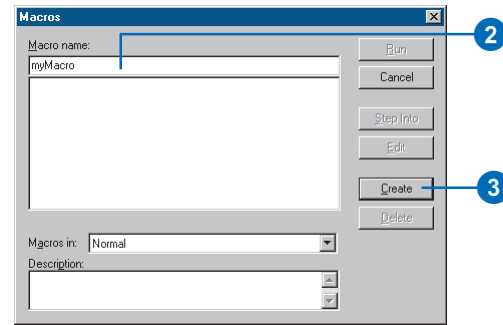 Macros
Macro name:
myMacro
Run
Cancel
Step Into
Edit
Create
Delete
Macros in: Normal
Description:
2
3